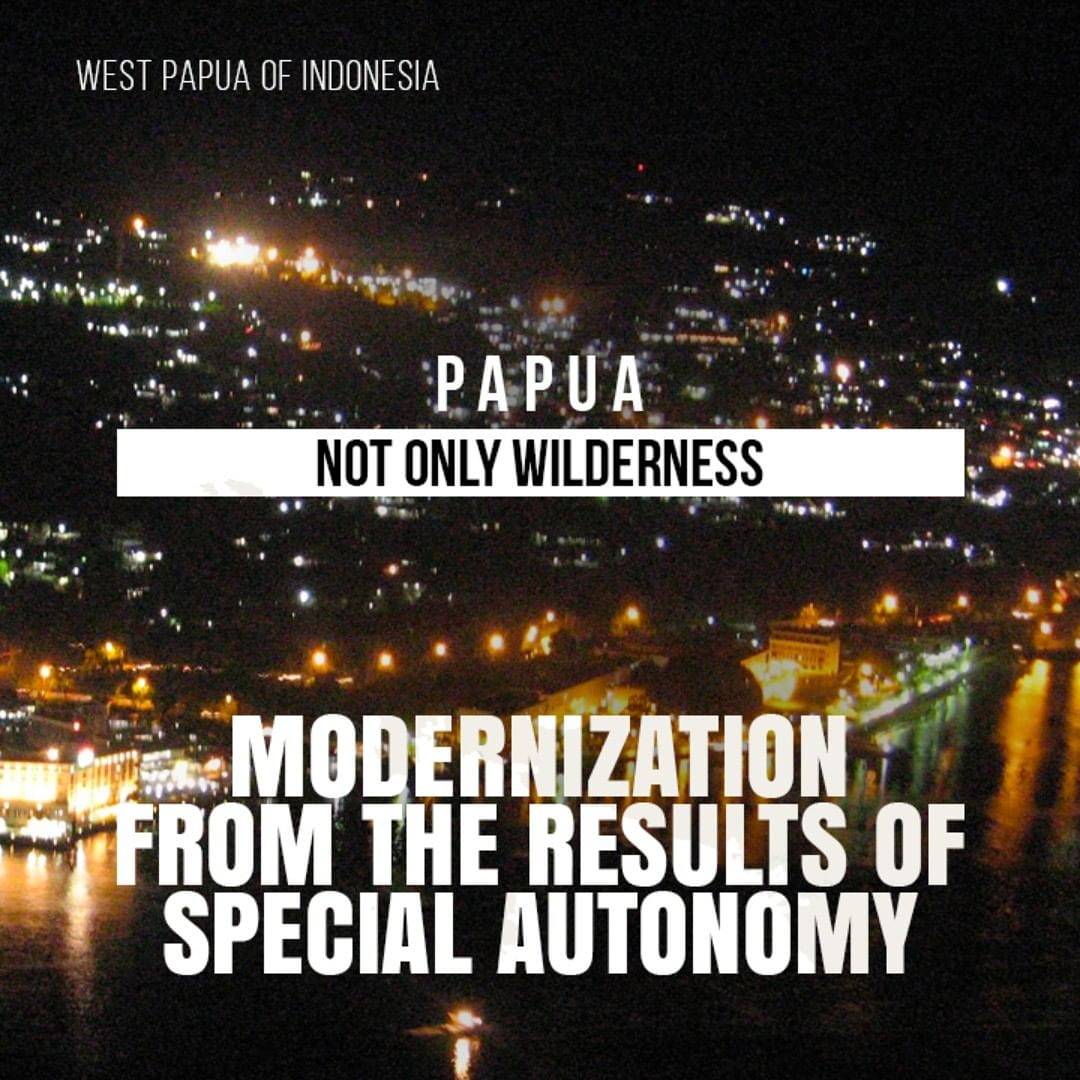 WEST PAPUA OF INDONESIA
PAPUA
NOT ONLY WILDERNESS
MODERNIZATION
FROM THE RESULTS OF
SPECIAL AUTONOMY